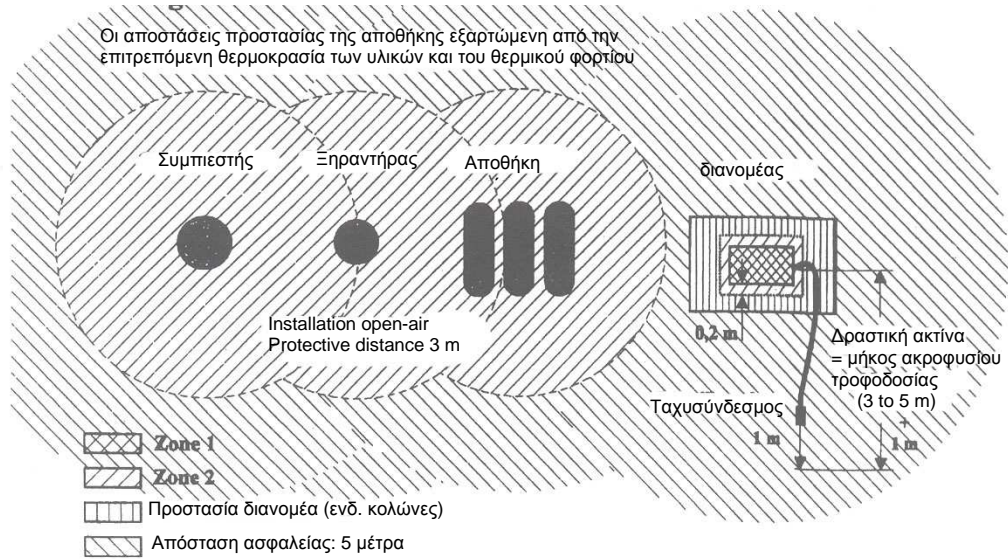 Οι αποστάσεις προστασίας της αποθήκης εξαρτώμενη από την
επιτρεπόμενη θερμοκρασία των υλικών και του θερμικού φορτίου
Συμπιεστής
Ξηραντήρας
Αποθήκη
διανομέας
Installation open-air
Protective distance 3 m
0,2 m
Δραστική ακτίνα
= μήκος ακροφυσίου
τροφοδοσίας
(3 to 5 m)
+
1 m
Ταχυσύνδεσμος
1 m
Zone 1
Zone 2
Προστασία διανομέα (ενδ. κολώνες)
Απόσταση ασφαλείας: 5 μέτρα